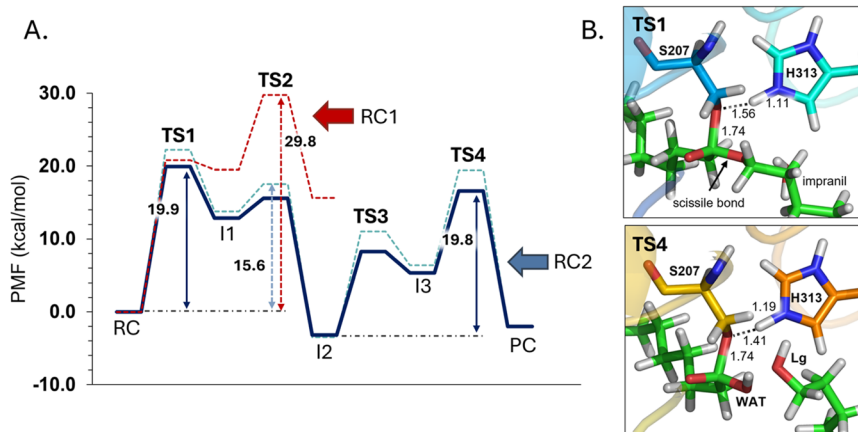 A.
PMF (kcal/mol)
30.0
20.0
10.0
0.0
-10.0
RC
TS1
19.9
I1
TS2
29.8
15.6
RC1
I2
TS3
I3
TS4
19.8
RC2
PC
B.
TS1
S207
H313
1.11
1.56
1.74
impranil
scissile bond
TS4
S207
H313
1.19
1.41
1.74
Lg
WAT